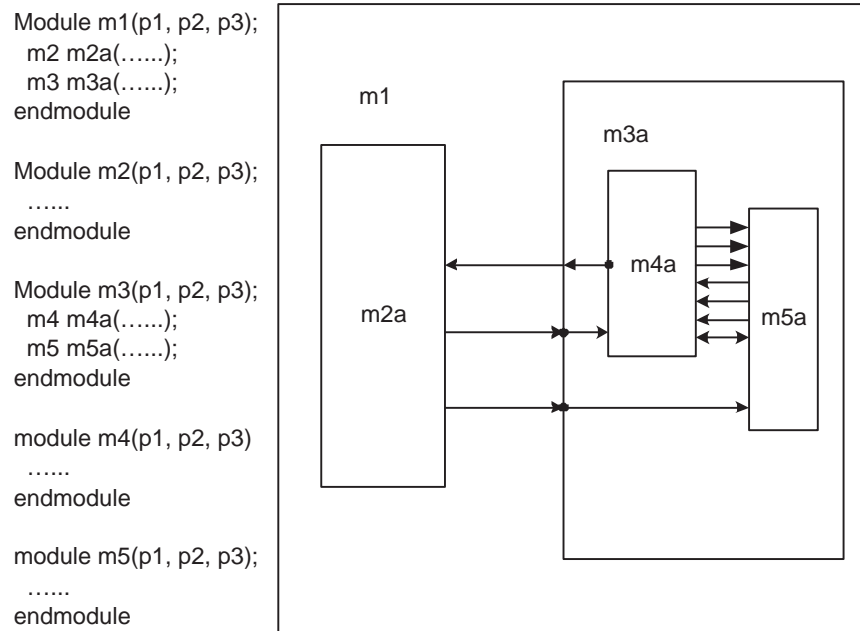 Module m1(p1, p2, p3);
m2 m2a(…...);
m3 m3a(…...);
endmodule
Module m2(p1, p2, p3);
…...
endmodule
Module m3(p1, p2, p3);
m4 m4a(…...);
m5 m5a(…...);
endmodule
module m4(p1, p2, p3)
…...
endmodule
module m5(p1, p2, p3);
…...
endmodule
m1
m3a
m2a
m4a
m5a